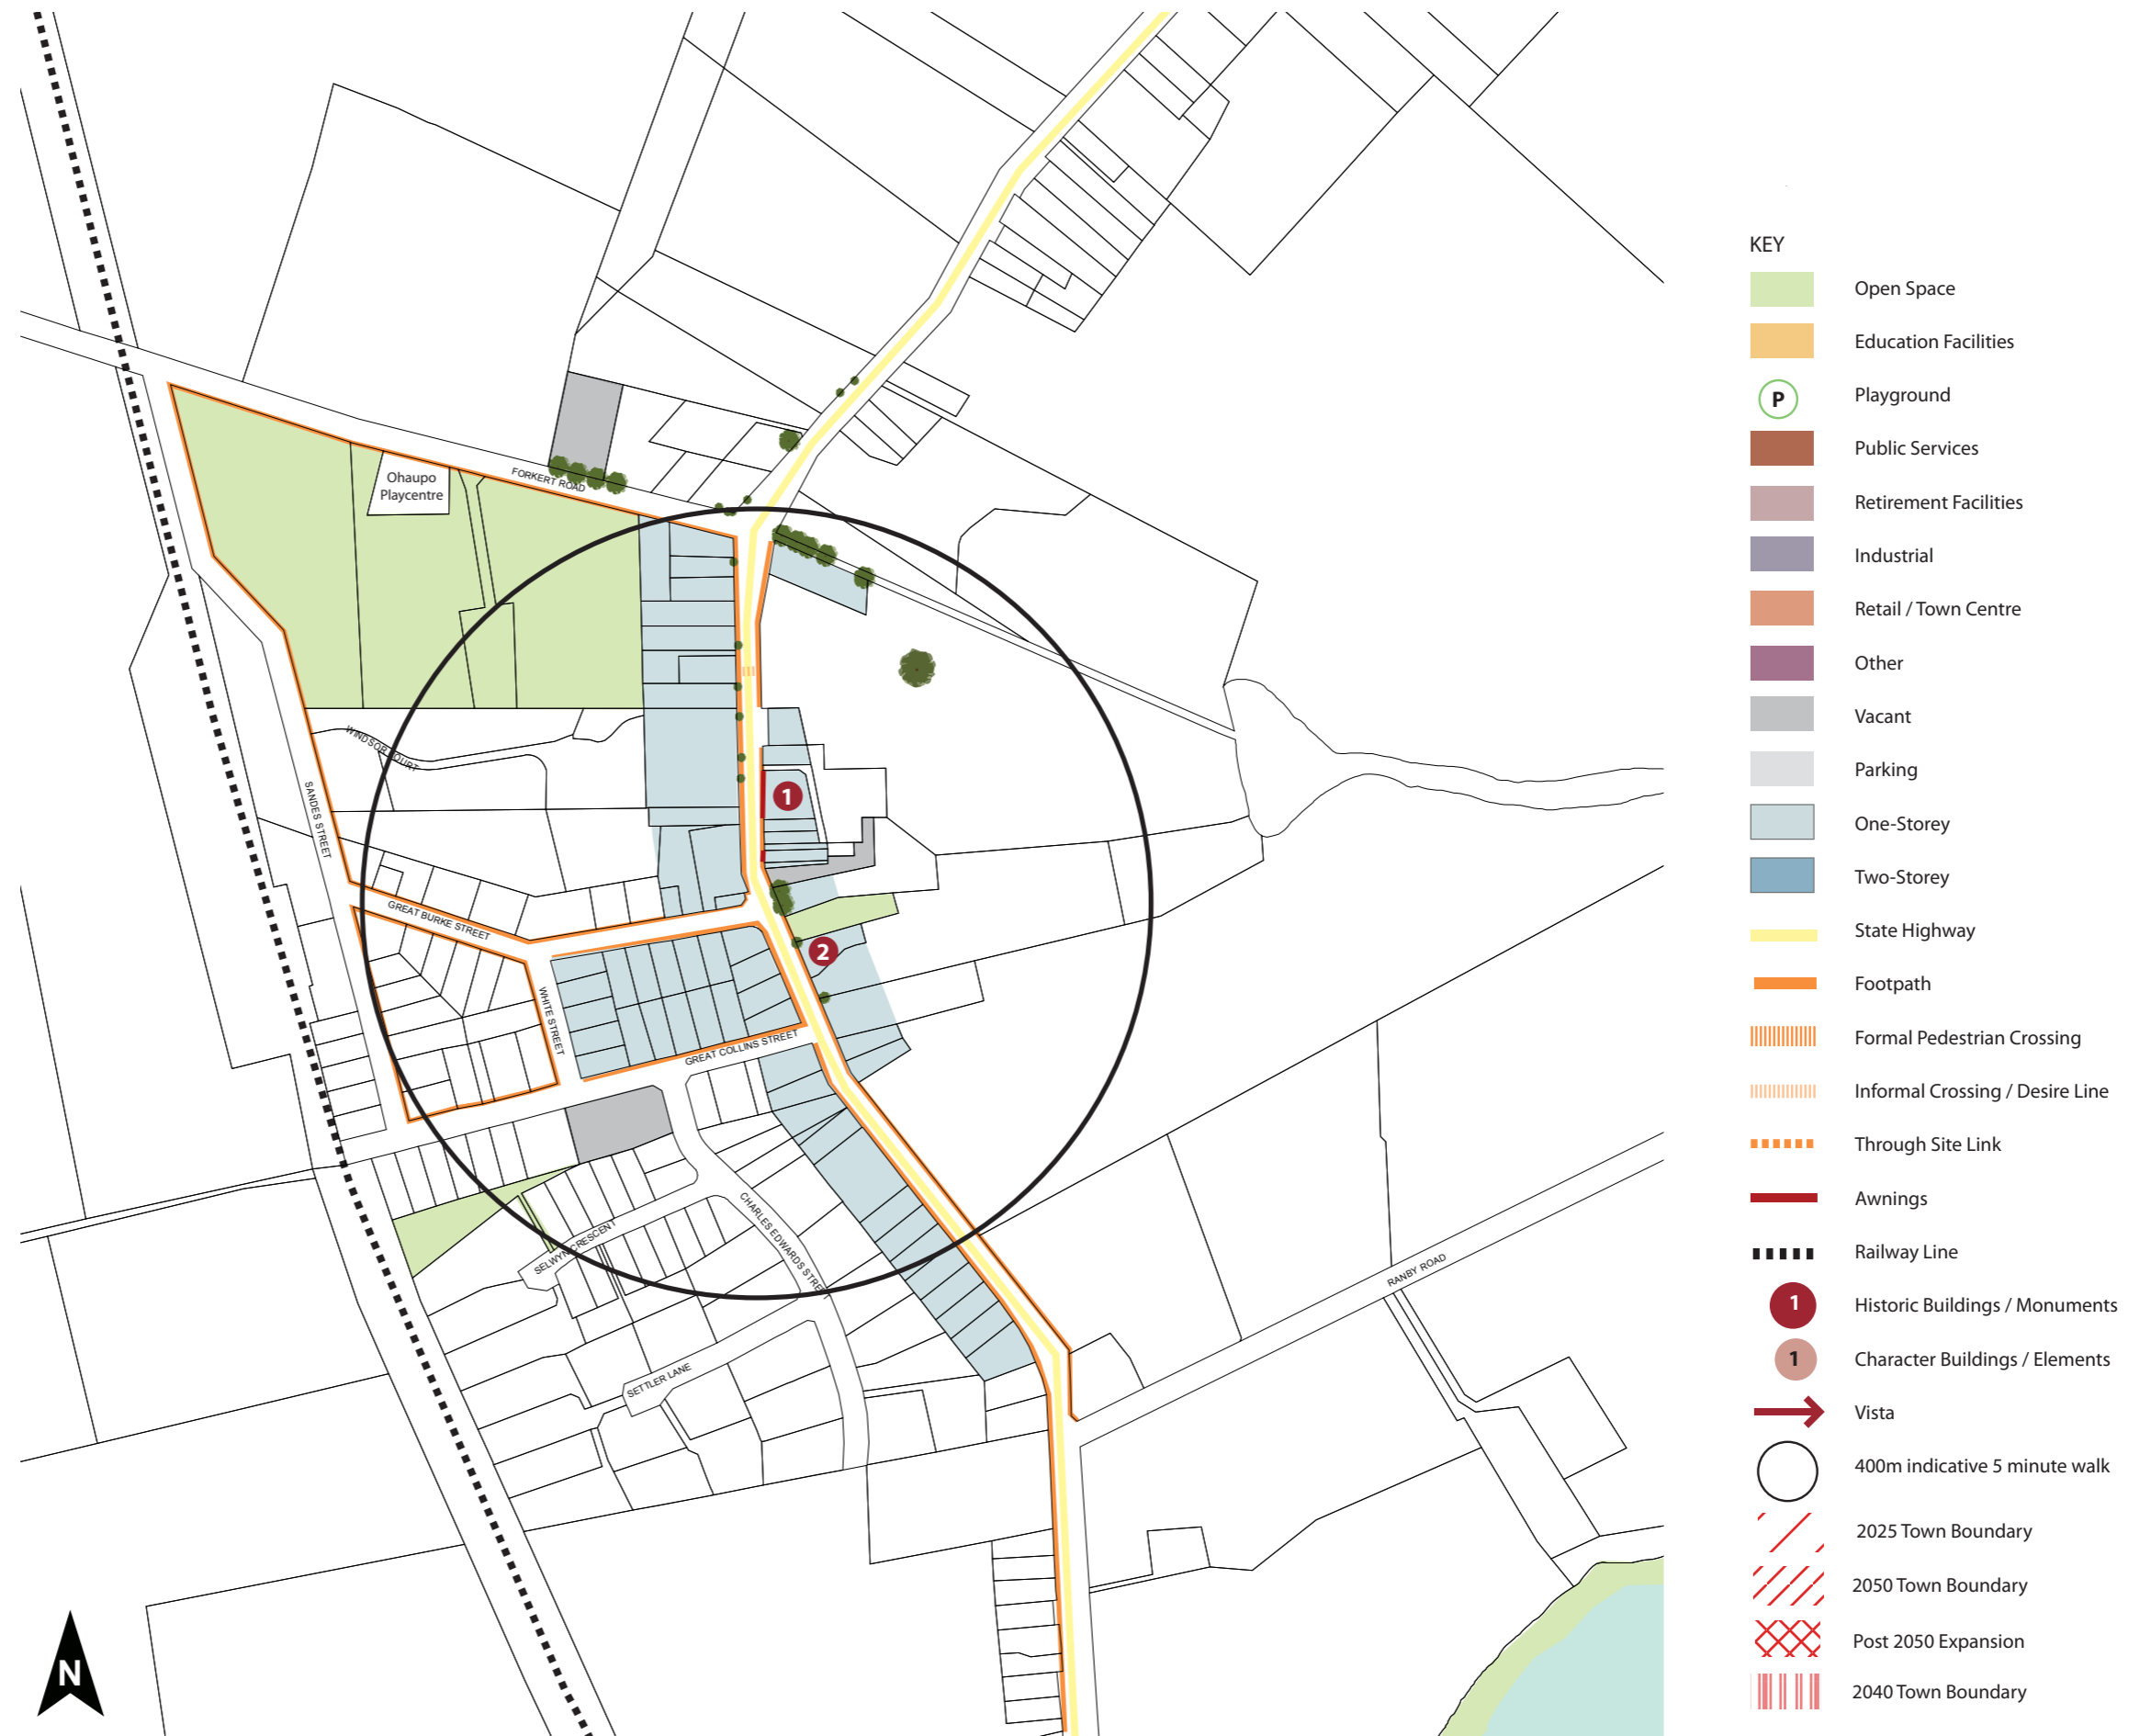 Ohaupo
Playcentre
FORKERT ROAD
WINDSOR COURT
SANDES STREET
1
GREAT BURKE STREET
2
WHITE STREET
GREAT COLLINS STREET
CHARLES EDWARDS STREET
SELWYN CRESCENT
RANBY ROAD
SETTLER LANE
N
KEY
Open Space
Education Facilities
P Playground
Public Services
Retirement Facilities
Industrial
Retail / Town Centre
Other
Vacant
Parking
One-Storey
Two-Storey
State Highway
Footpath
Formal Pedestrian Crossing
Informal Crossing / Desire Line
Through Site Link
Awnings
Railway Line
1 Historic Buildings / Monuments
1 Character Buildings / Elements
Vista
400m indicative 5 minute walk
2025 Town Boundary
2050 Town Boundary
Post 2050 Expansion
2040 Town Boundary